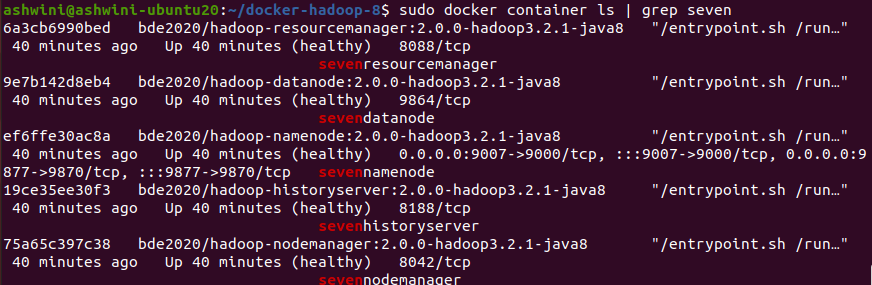 ashwini@ashwini-ubuntu20:~/docker-hadoop-8$ sudo docker container ls | grep seven
6a3cb6990bed   bde2020/hadoop-resourcemanager:2.0.0-hadoop3.2.1-java8   "/entrypoint.sh /run…"
40 minutes ago   Up 40 minutes (healthy)   8088/tcp
sevenresourcemanager
9e7b142d8eb4   bde2020/hadoop-datanode:2.0.0-hadoop3.2.1-java8   "/entrypoint.sh /run…"
40 minutes ago   Up 40 minutes (healthy)   9864/tcp
sevendatanode
ef6ffe30ac8a   bde2020/hadoop-namenode:2.0.0-hadoop3.2.1-java8   "/entrypoint.sh /run…"
40 minutes ago   Up 40 minutes (healthy)   0.0.0.0:9007->9000/tcp, :::9007->9000/tcp, 0.0.0.0:9
877->9870/tcp, :::9877->9870/tcp   sevennamenode
19ce35ee30f3   bde2020/hadoop-historyserver:2.0.0-hadoop3.2.1-java8   "/entrypoint.sh /run…"
40 minutes ago   Up 40 minutes (healthy)   8188/tcp
sevenhistoryserver
75a65c397c38   bde2020/hadoop-nodemanager:2.0.0-hadoop3.2.1-java8   "/entrypoint.sh /run…"
40 minutes ago   Up 40 minutes (healthy)   8042/tcp
sevennodemanager